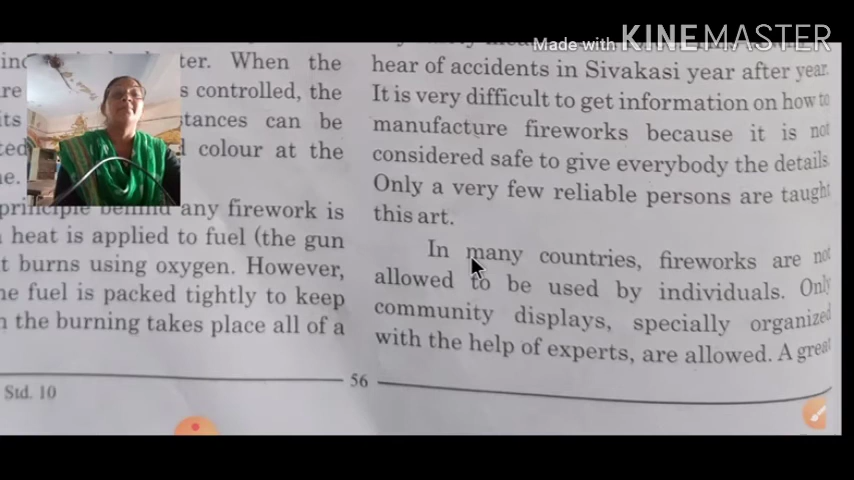 Made with KINEMASTER
ter. When the
s controlled, the
its stances can be
colour at the
principle behind any firework is
heat is applied to fuel (the gun
t burns using oxygen. However,
he fuel is packed tightly to keep
the burning takes place all of a
Std. 10
hear of accidents in Sivakasi year after year.
It is very difficult to get information on how to
manufacture fireworks because it is not
considered safe to give everybody the details.
Only a very few reliable persons are taught
this art.
In many countries, fireworks are not
allowed to be used by individuals. Only
community displays, specially organized
with the help of experts, are allowed. A great
56